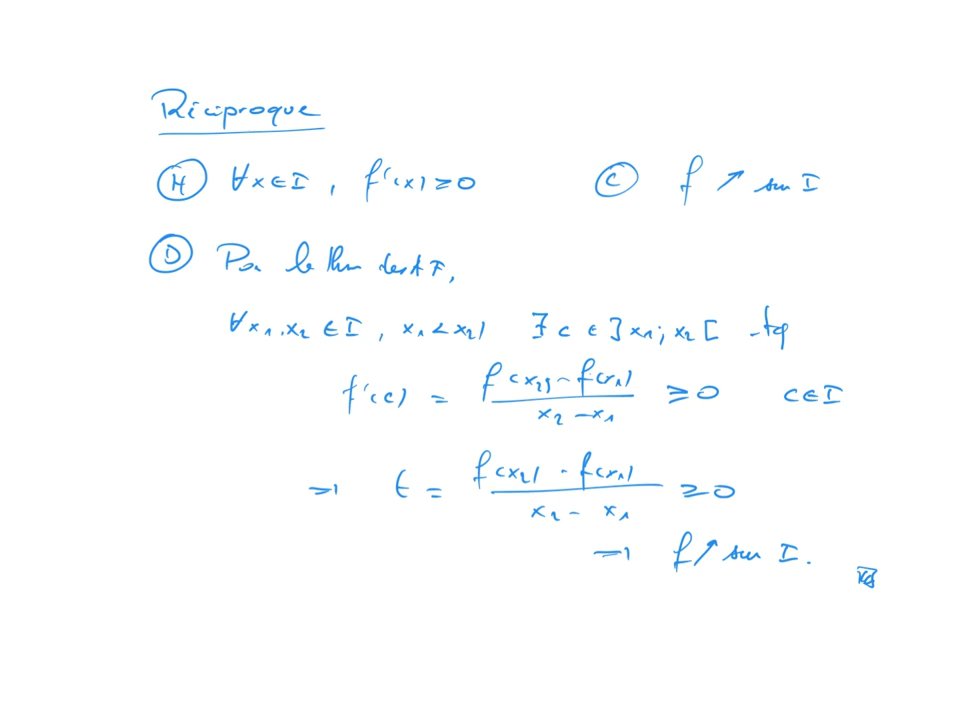 Réciproque
(H) ∀x∈I, f'(x)≥0 (C) f ↗ sur I
(D) Par le thm des A F,
∀x₁,x₂ ∈ I, x₁<x₂, ∃ c ∈ ]x₁; x₂[ tq
f'(c) = (f(x₂)-f(x₁))/(x₂-x₁) ≥0 c∈I
⇒ t = (f(x₂)-f(x₁))/(x₂-x₁) ≥0
⇒ f↗ sur I.